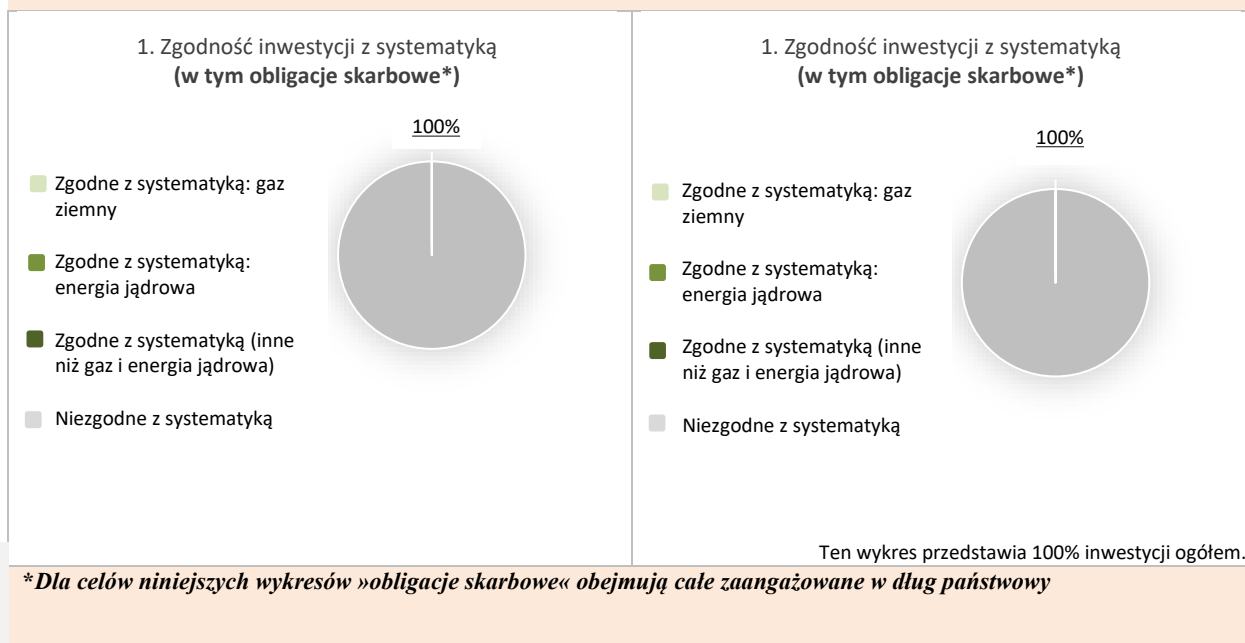 1. Zgodność inwestycji z systematyką
(w tym obligacje skarbowe*)
100%
Zgodne z systematyką: gaz
ziemny
Zgodne z systematyką:
energia jądrowa
Zgodne z systematyką (inne
niż gaz i energia jądrowa)
Niezgodne z systematyką
1. Zgodność inwestycji z systematyką
(w tym obligacje skarbowe*)
100%
Zgodne z systematyką: gaz
ziemny
Zgodne z systematyką:
energia jądrowa
Zgodne z systematyką (inne
niż gaz i energia jądrowa)
Niezgodne z systematyką
Ten wykres przedstawia 100% inwestycji ogółem.
*Dla celów niniejszych wykresów »obligacje skarbowe« obejmują całe zaangażowane w dług państwowy